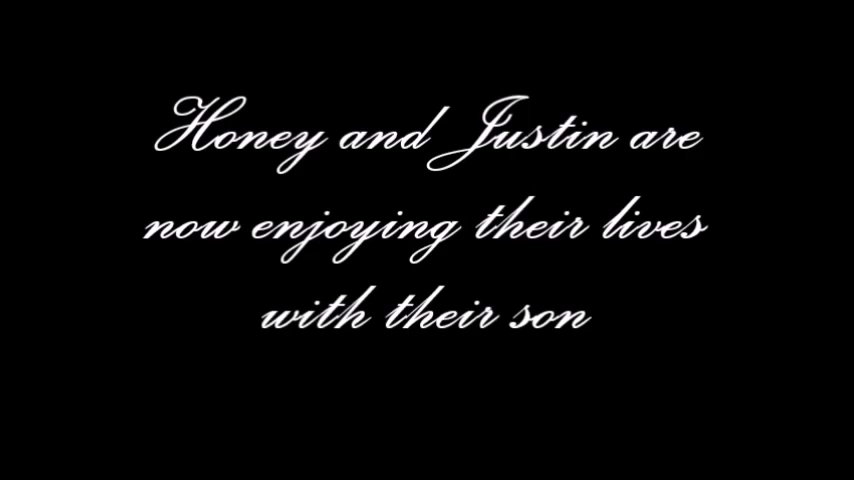 Honey and Justin are
now enjoying their lives
with their son